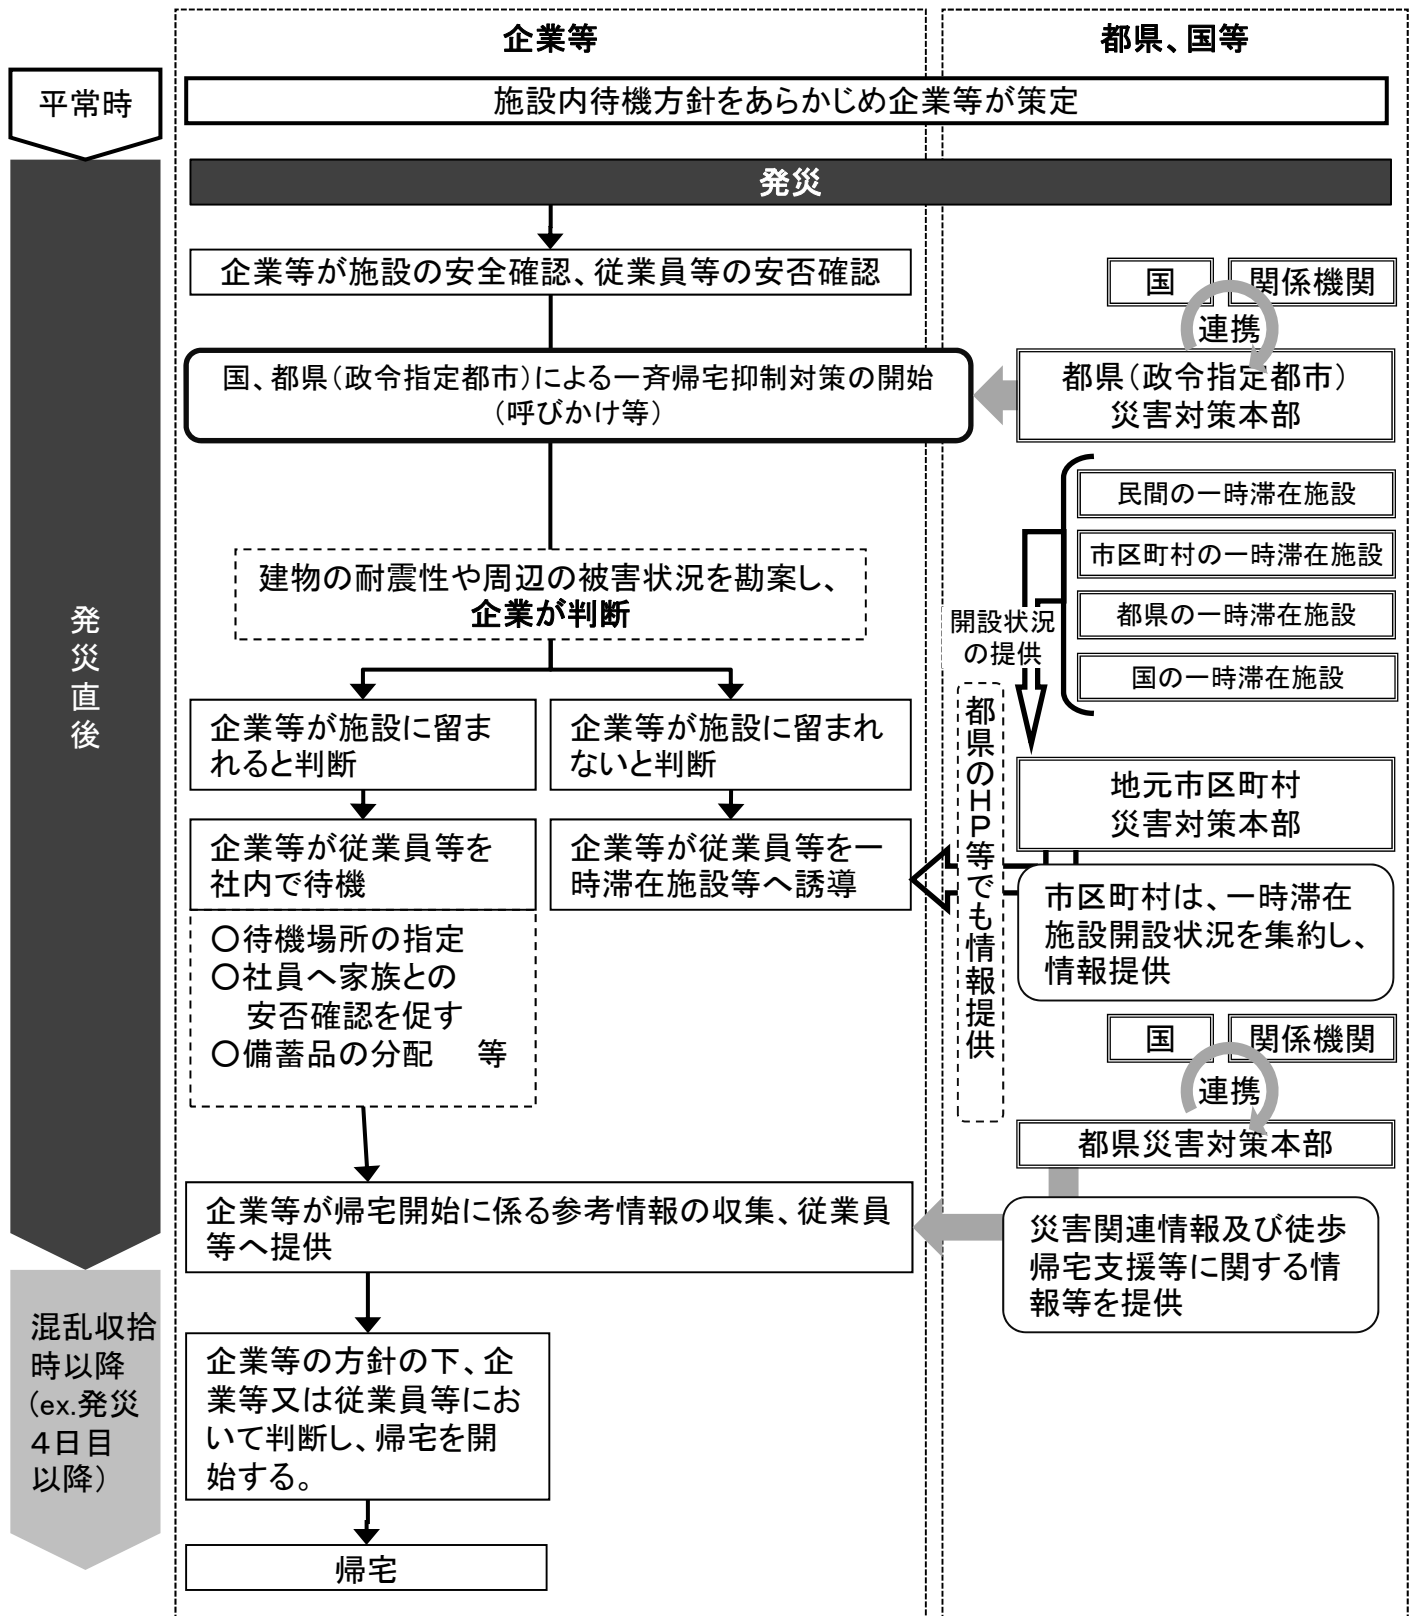 企業等
都県、国等
平常時
施設内待機方針をあらかじめ企業等が策定
発災
発災直後
企業等が施設の安全確認、従業員等の安否確認
国
関係機関
連携
国、都県（政令指定都市）による一斉帰宅抑制対策の開始
（呼びかけ等）
都県（政令指定都市）
災害対策本部
民間の一時滞在施設
市区町村の一時滞在施設
都県の一時滞在施設
国の一時滞在施設
建物の耐震性や周辺の被害状況を勘案し、
企業が判断
開設状況
の提供
企業等が施設に留ま
れると判断
企業等が施設に留まれ
ないと判断
都県のＨＰ等でも情報提供
地元市区町村
災害対策本部
企業等が従業員等を
社内で待機
企業等が従業員等を一
時滞在施設等へ誘導
市区町村は、一時滞在
施設開設状況を集約し、
情報提供
○待機場所の指定
○社員へ家族との
安否確認を促す
○備蓄品の分配　等
国
関係機関
連携
都県災害対策本部
企業等が帰宅開始に係る参考情報の収集、従業員
等へ提供
災害関連情報及び徒歩
帰宅支援等に関する情
報等を提供
混乱収拾
時以降
（ex.発災
４日目
以降）
企業等の方針の下、企
業等又は従業員等にお
いて判断し、帰宅を開
始する。
帰宅